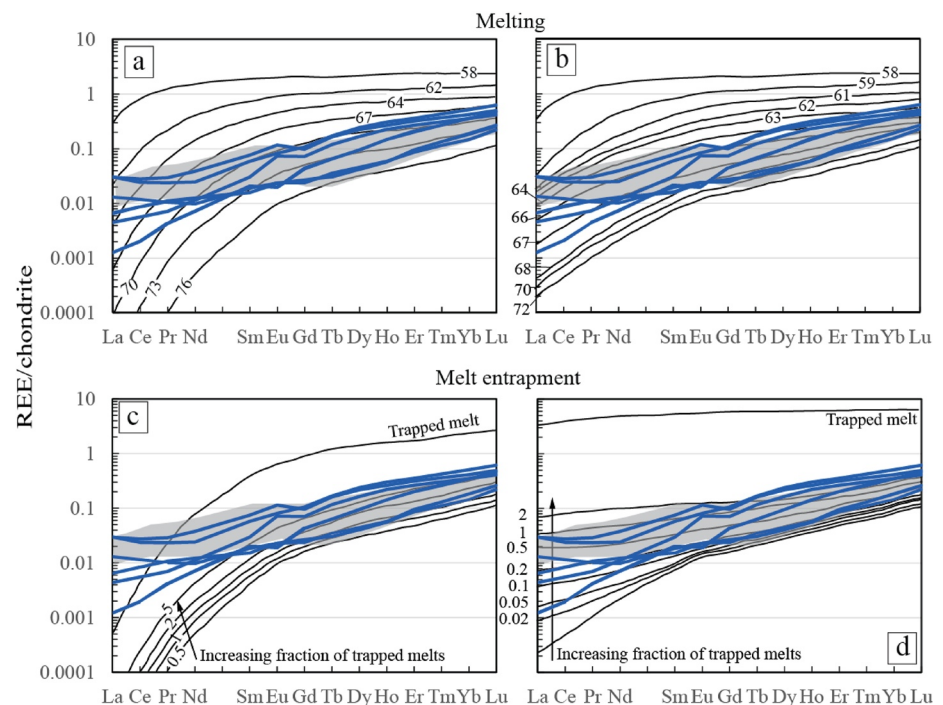 Melting
REE/chondrite
10
1
0.1
0.01
0.001
0.0001
a
58
62
64
67
70
73
76
La Ce Pr Nd Sm Eu Gd Tb Dy Ho Er Tm Yb Lu
b
58
59
61
62
63
64
66
67
68
70
72
La Ce Pr Nd Sm Eu Gd Tb Dy Ho Er Tm Yb Lu
Melt entrapment
10
1
0.1
0.01
0.001
0.0001
c
Trapped melt
5
2
1
0.5
Increasing fraction of trapped melts
La Ce Pr Nd Sm Eu Gd Tb Dy Ho Er Tm Yb Lu
Trapped melt
2
1
0.5
0.2
0.1
0.05
0.02
Increasing fraction of trapped melts
d
La Ce Pr Nd Sm Eu Gd Tb Dy Ho Er Tm Yb Lu